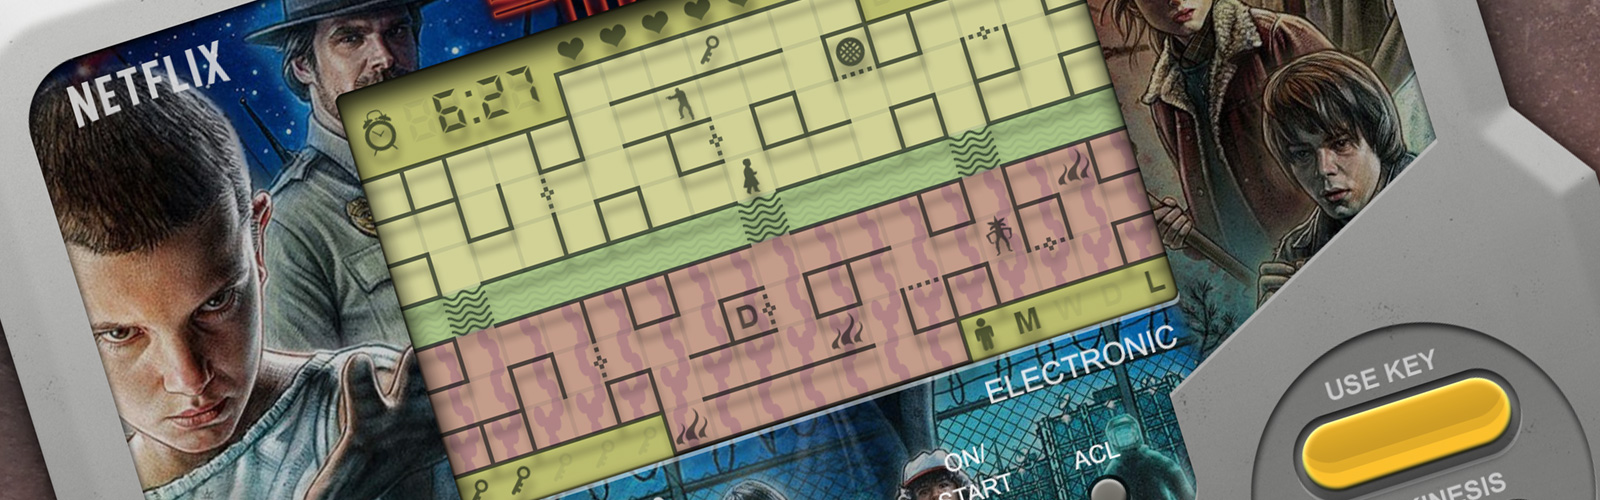 NETFLIX
6:27
D
M
L
ELECTRONIC
ON/
START
ACL
USE KEY